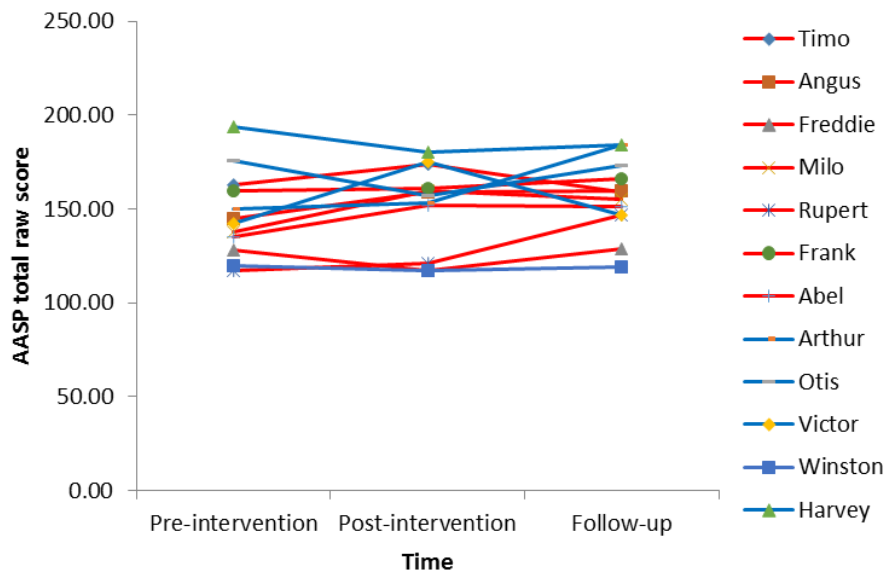 250.00
200.00
150.00
100.00
50.00
0.00
AASP total raw score
Pre-intervention Post-intervention Follow-up
Time
Timo
Angus
Freddie
Milo
Rupert
Frank
Abel
Arthur
Otis
Victor
Winston
Harvey